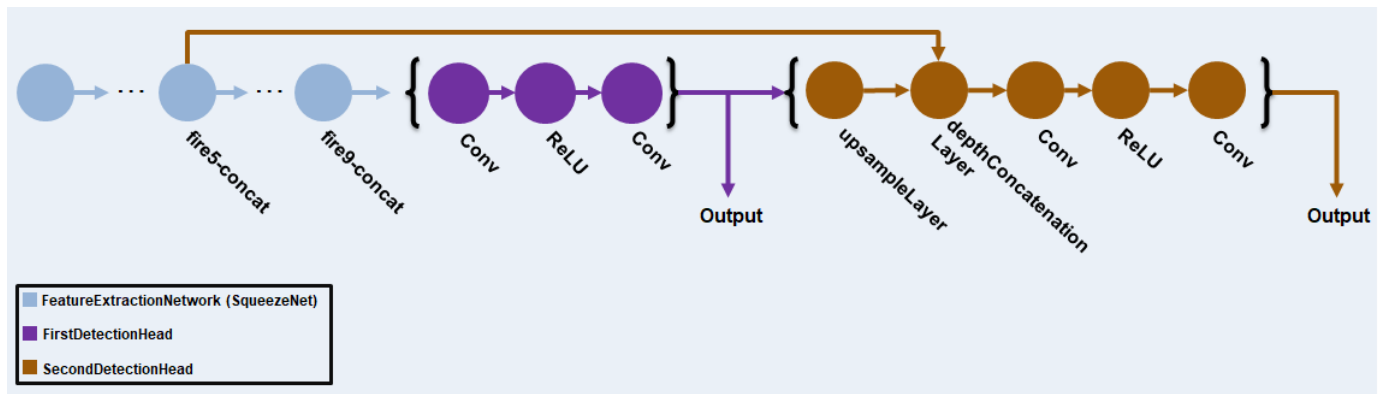 fire5-concat
fire9-concat
Conv
ReLU
Conv
Output
upsampleLayer
depthConcatenation
Layer
Conv
ReLU
Conv
Output
FeatureExtractionNetwork (SqueezeNet)
FirstDetectionHead
SecondDetectionHead